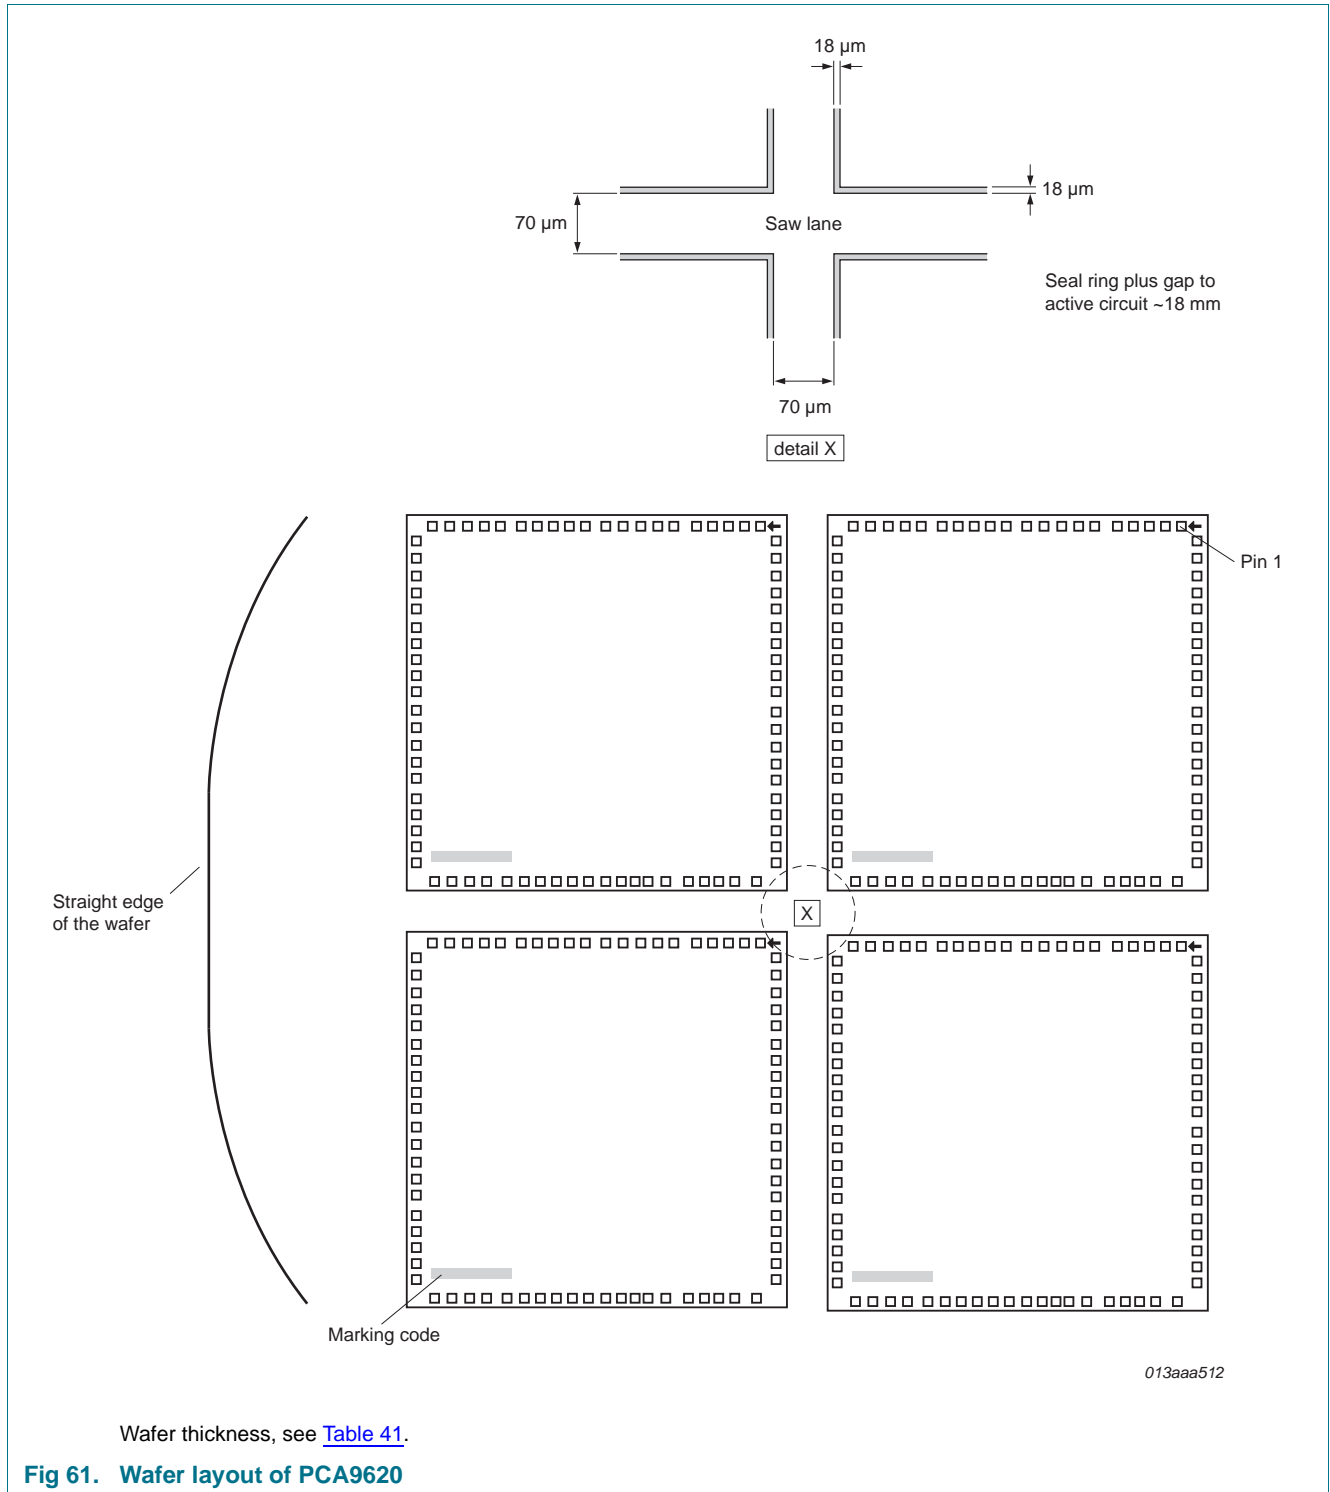 18 µm
18 µm
70 µm
Saw lane
Seal ring plus gap to
active circuit ~18 mm
70 µm
detail X
Pin 1
Straight edge
of the wafer
X
Marking code
013aaa512
Wafer thickness, see Table 41.
Fig 61. Wafer layout of PCA9620